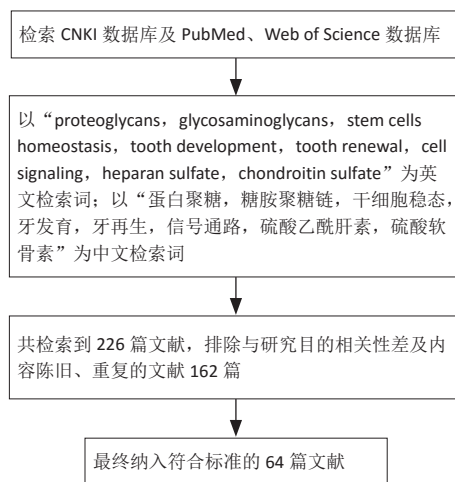 检索 CNKI 数据库及 PubMed、Web of Science 数据库
以“proteoglycans，glycosaminoglycans，stem cells
homeostasis，tooth development，tooth renewal，cell
signaling，heparan sulfate，chondroitin sulfate”为英
文检索词；以“蛋白聚糖，糖胺聚糖链，干细胞稳态，
牙发育，牙再生，信号通路，硫酸乙酰肝素，硫酸软
骨素”为中文检索词
共检索到 226 篇文献，排除与研究目的相关性差及内
容陈旧、重复的文献 162 篇
最终纳入符合标准的 64 篇文献